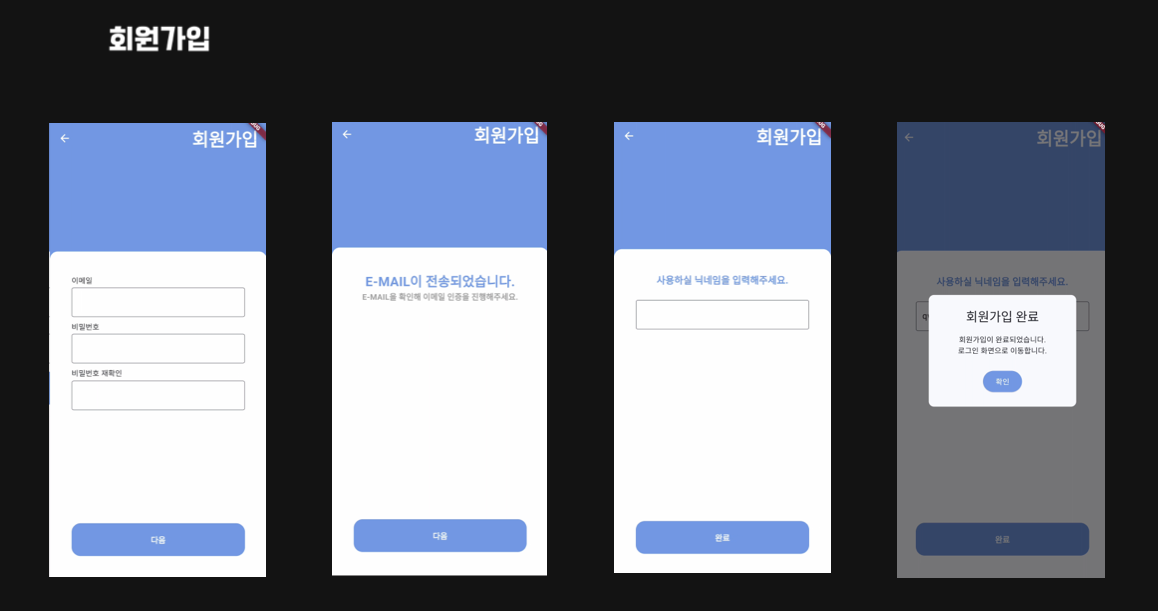 회원가입
회원가입
이메일
비밀번호
비밀번호 재확인
다음
회원가입
E-MAIL이 전송되었습니다.
E-MAIL을 확인해 이메일 인증을 진행해주세요.
다음
회원가입
사용하실 닉네임을 입력해주세요.
완료
회원가입
사용하실 닉네임을 입력해주세요.
회원가입 완료
회원가입이 완료되었습니다.
로그인 화면으로 이동합니다.
확인
완료